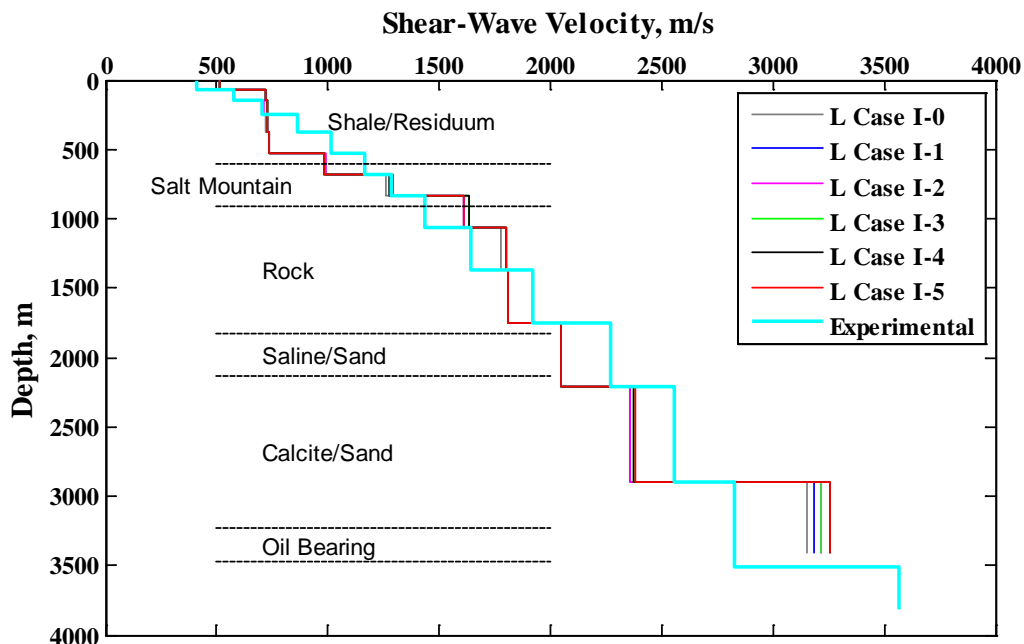 Shear-Wave Velocity, m/s
0 500 1000 1500 2000 2500 3000 3500 4000
0
500
1000
1500
2000
2500
3000
3500
4000
Depth, m
Shale/Residuum
Salt Mountain
Rock
Saline/Sand
Calcite/Sand
Oil Bearing
L Case I-0
L Case I-1
L Case I-2
L Case I-3
L Case I-4
L Case I-5
Experimental